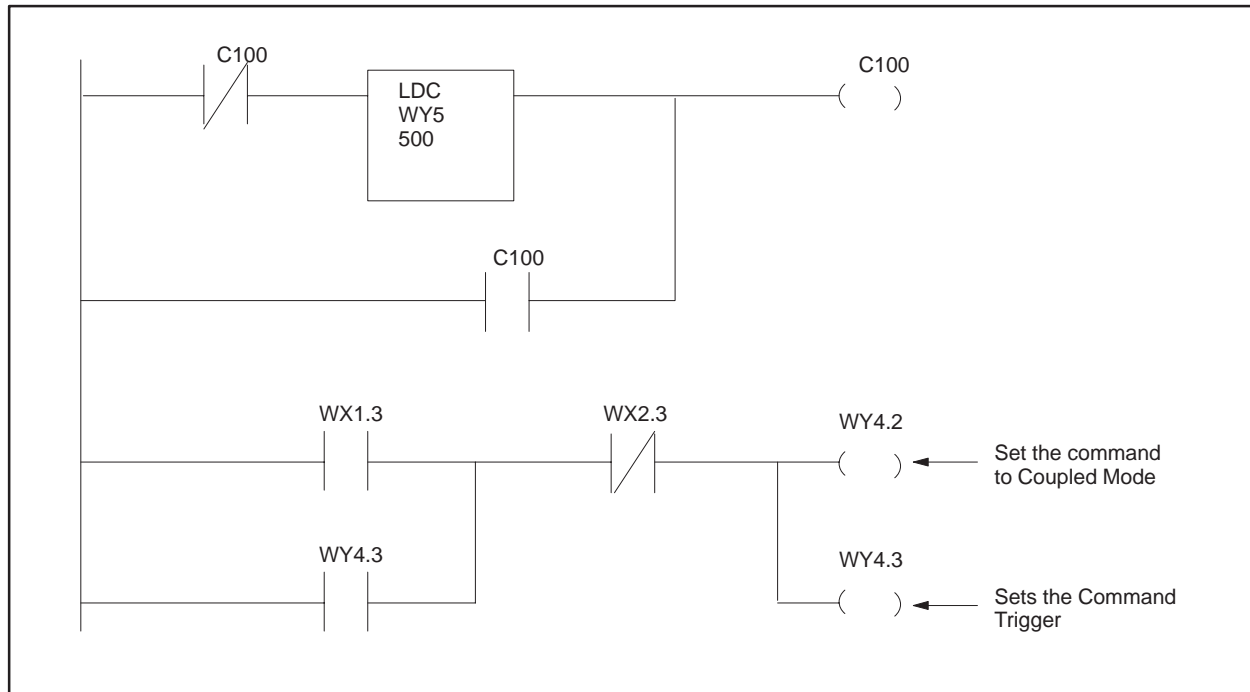 C100
C100
LDC
WY5
500
C100
WX1.3
WX2.3
WY4.2
Set the command
to Coupled Mode
WY4.3
WY4.3
Sets the Command
Trigger